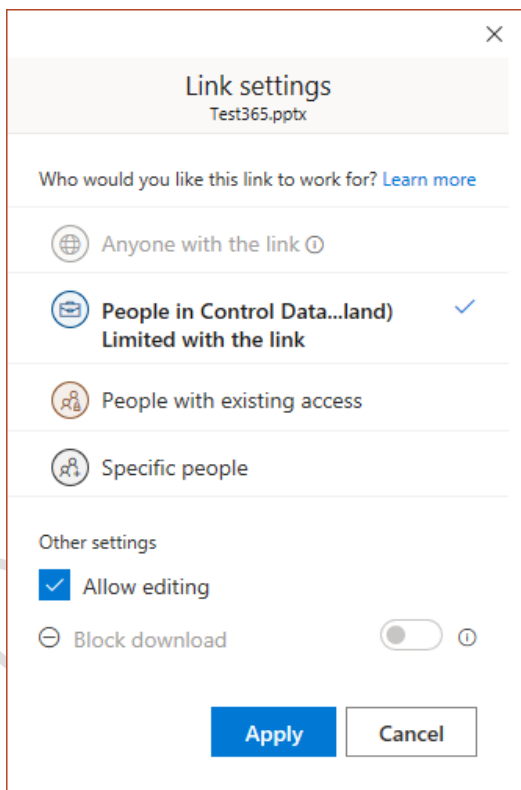 Link settings
Test365.pptx
Who would you like this link to work for? Learn more
Anyone with the link
People in Control Data...land)
Limited with the link
People with existing access
Specific people
Other settings
Allow editing
Block download
Apply Cancel